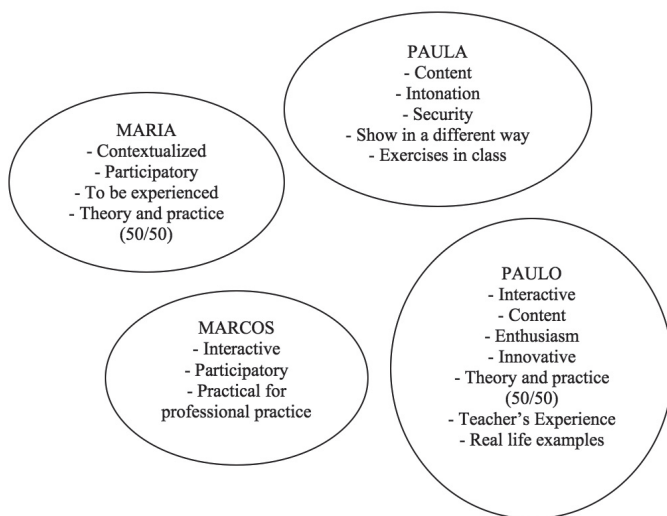 PAULA
- Content
- Intonation
- Security
- Show in a different way
- Exercises in class
MARIA
- Contextualized
- Participatory
- To be experienced
- Theory and practice
(50/50)
PAULO
- Interactive
- Content
- Enthusiasm
- Innovative
- Theory and practice
(50/50)
- Teacher's Experience
- Real life examples
MARCOS
- Interactive
- Participatory
- Practical for
professional practice